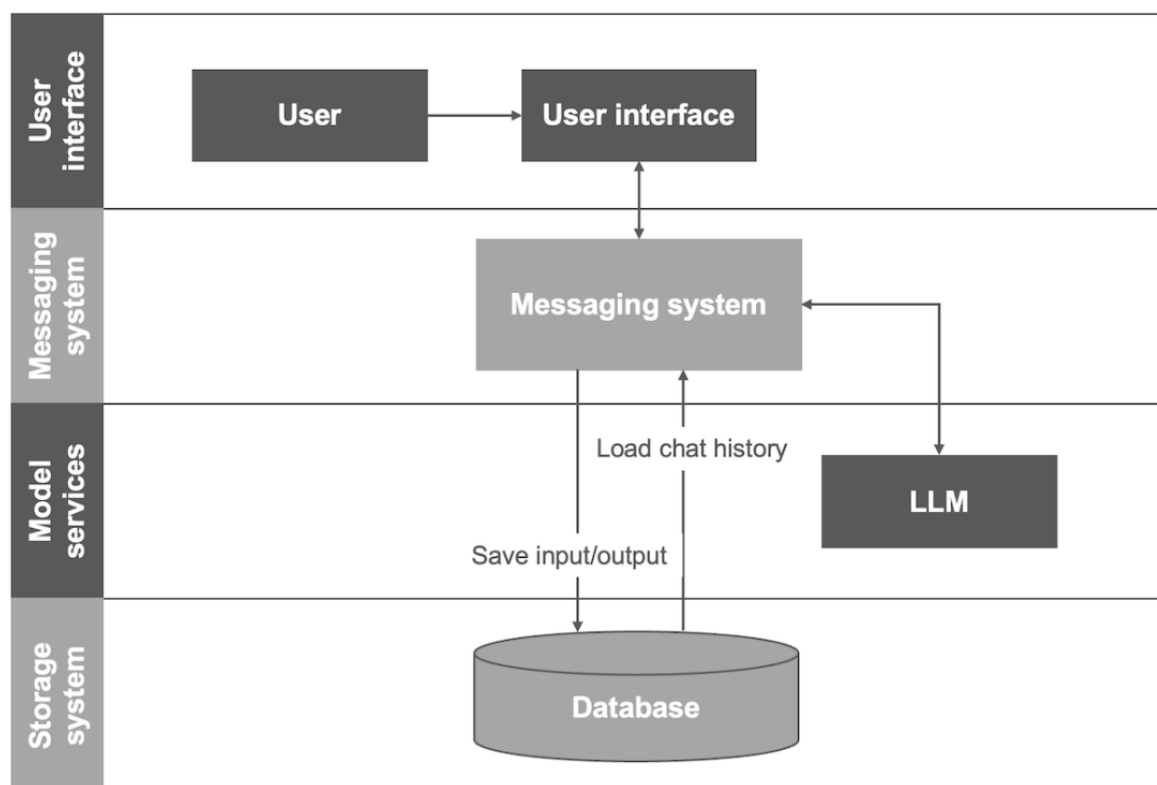 User
interface
User
User interface
Messaging
system
Messaging system
Model
services
Load chat history
LLM
Save input/output
Storage
system
Database